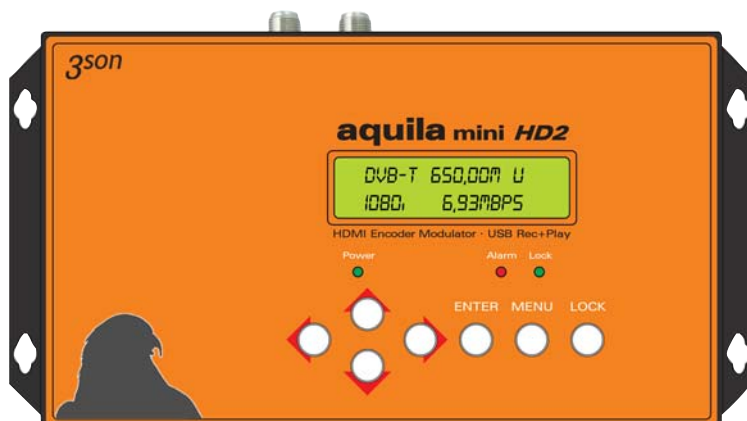 3son
aquila mini HD2
DVB-T 650,00M U
1080i 6,93MBPS
HDMI Encoder Modulator · USB Rec+Play
Power Alarm Lock
ENTER MENU LOCK